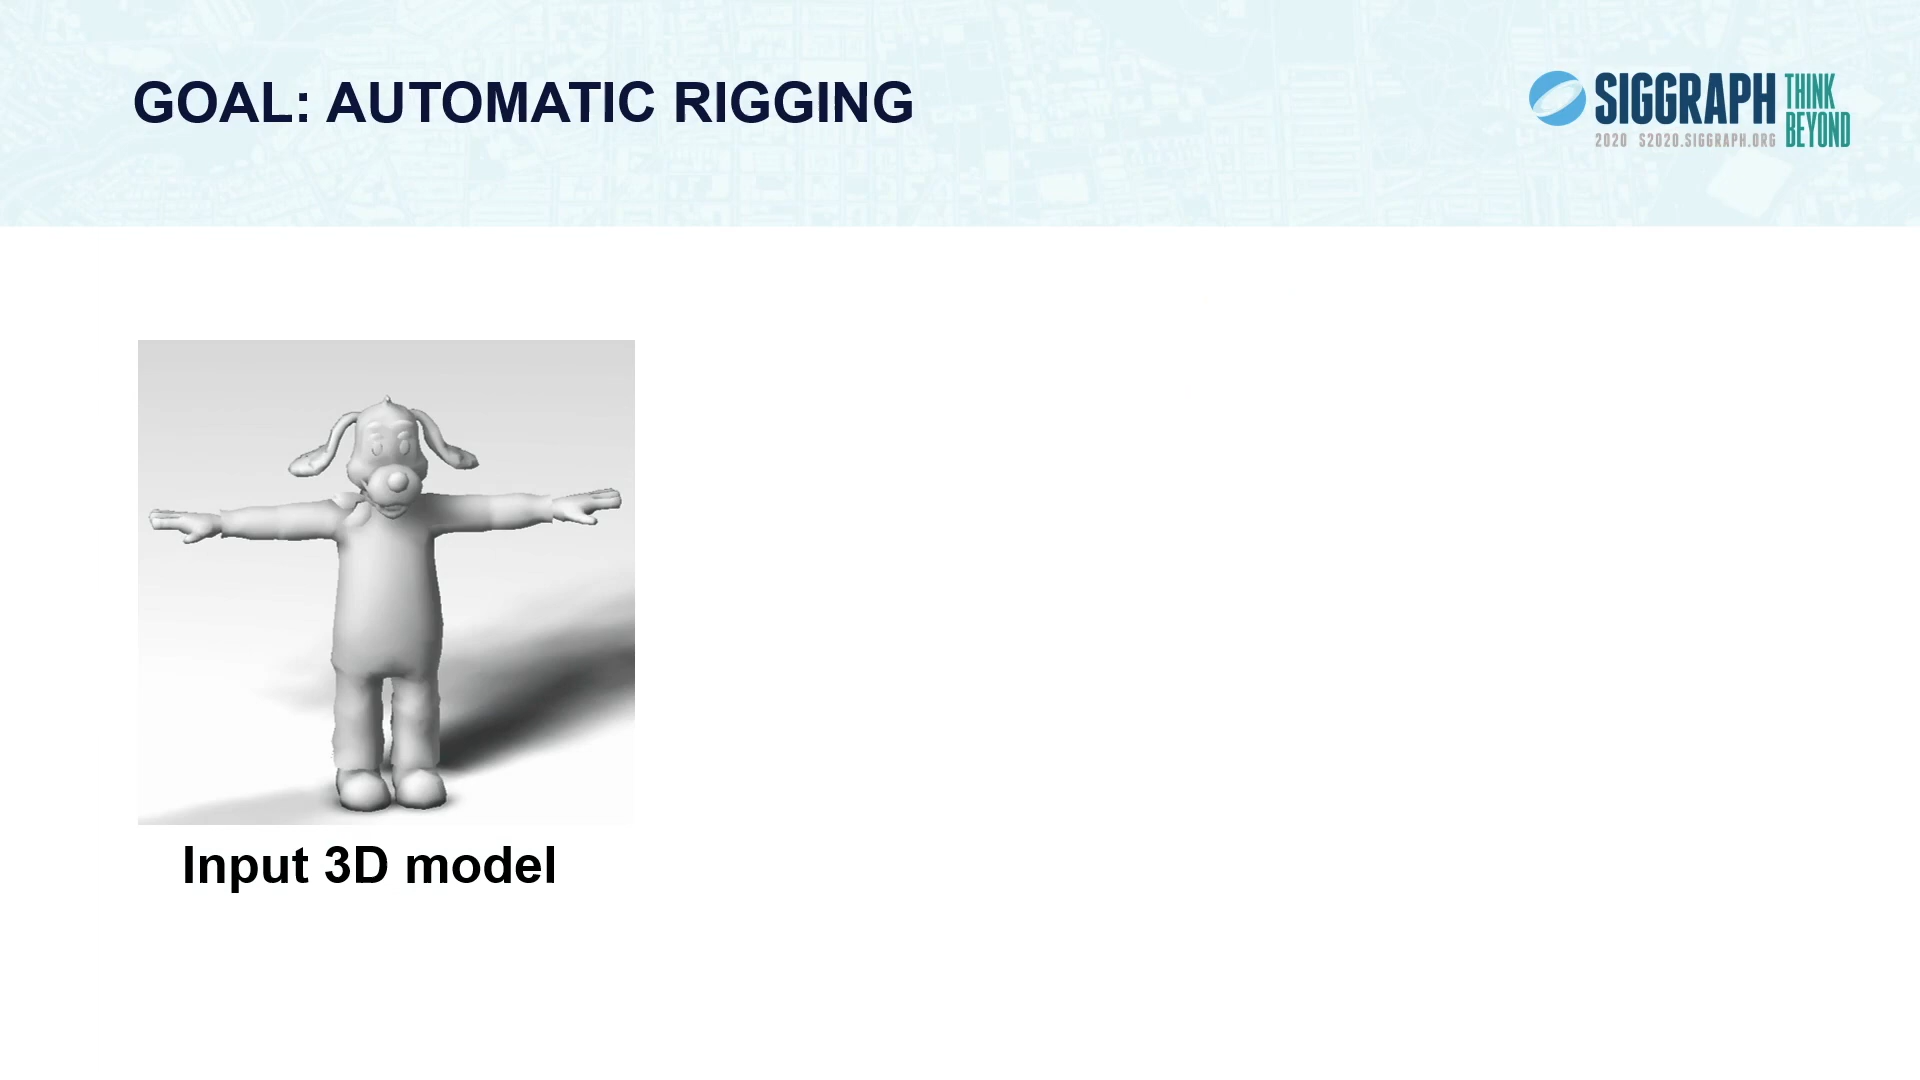 GOAL: AUTOMATIC RIGGING
SIGGRAPH
2020 S2020.SIGGRAPH.ORG
THINK
BEYOND
Input 3D model